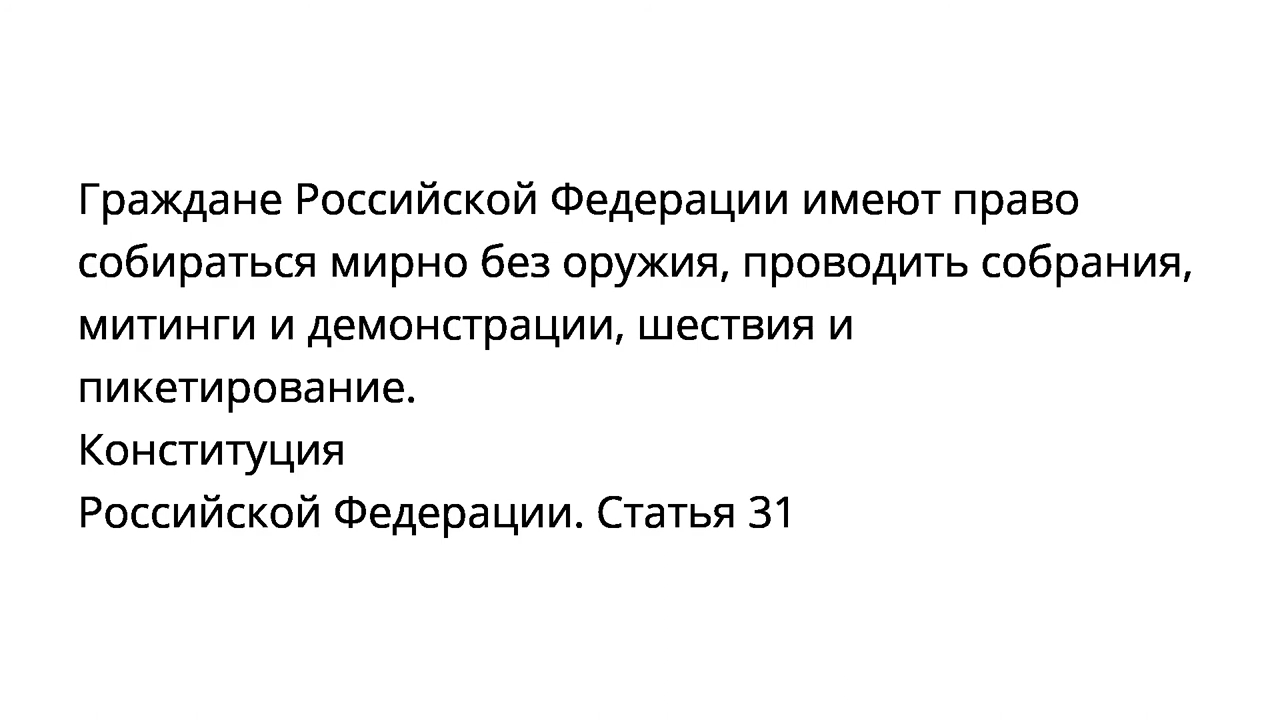 Граждане Российской Федерации имеют право
собираться мирно без оружия, проводить собрания,
митинги и демонстрации, шествия и
пикетирование.
Конституция
Российской Федерации. Статья 31